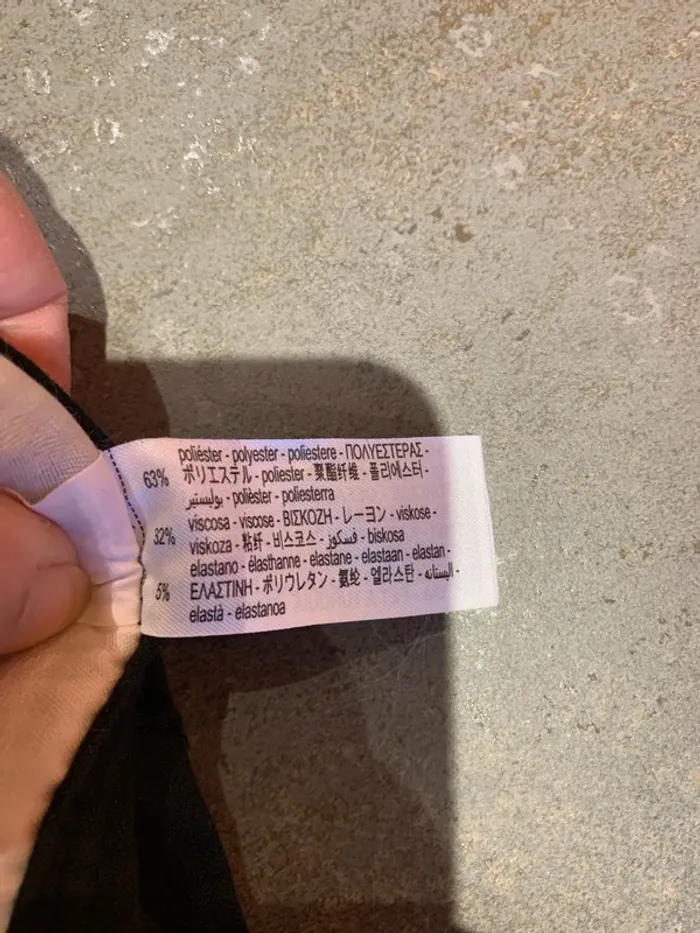 63% poliéster - polyester - poliestere - ΠΟΛΥΕΣΤΕΡΑΣ -
ポリエステル - poliester - 聚酯纤维 - 폴리에스터 -
بوليستير - polièster - poliesterra
32% viscosa - viscose - ΒΙΣΚΟΖΗ - レーヨン - viskose -
viskoza - 粘纤 - 비스코스 - فسكوز - biskosa
5% elastano - élasthanne - elastane - elastaan - elastan -
ΕΛΑΣΤΙΝΗ - ポリウレタン - 氨纶 - 엘라스탄 - اليستانه -
elastà - elastanoa